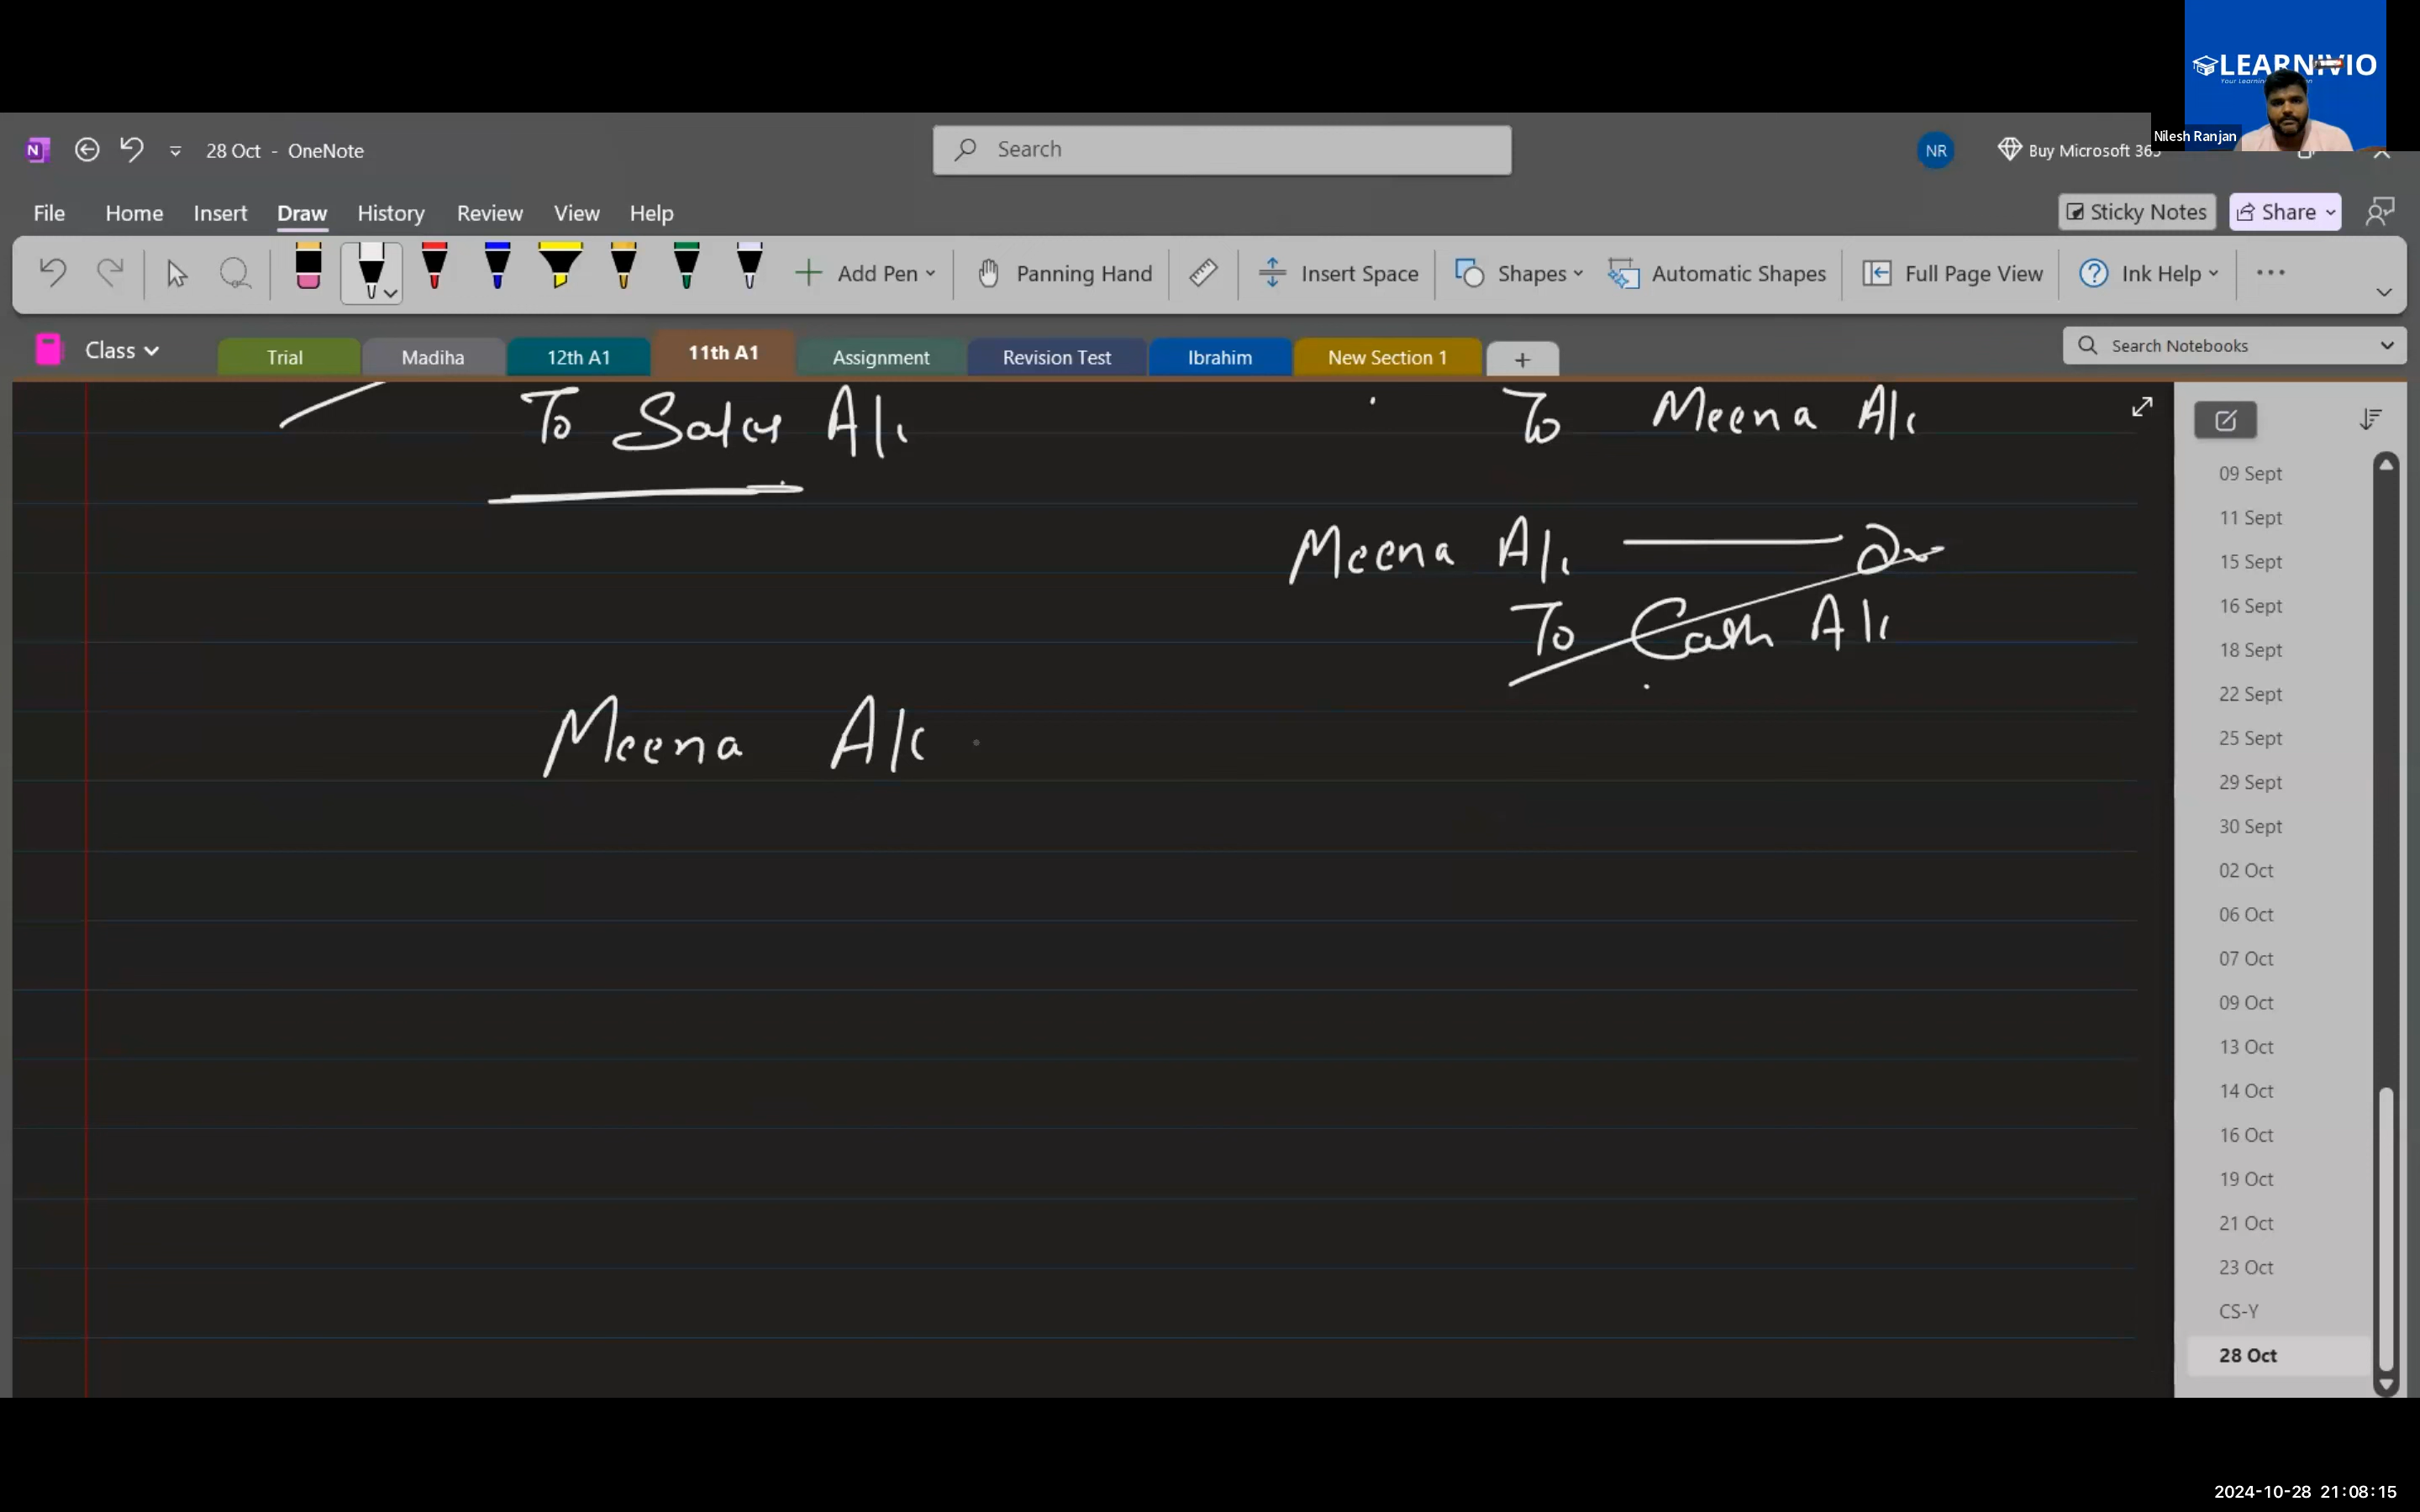 LEARNIVIO
Nilesh Ranjan
28 Oct - OneNote
Search
NR
Buy Microsoft 365
File Home Insert Draw History Review View Help
Sticky Notes
Share
Add Pen
Panning Hand
Insert Space
Shapes
Automatic Shapes
Full Page View
Ink Help
Class
Trial
Madiha
12th A1
11th A1
Assignment
Revision Test
Ibrahim
New Section 1
Search Notebooks
To Sales A/c
To Meena A/c
Meena A/c — Dr
To Cash A/c
Meena A/c
09 Sept
11 Sept
15 Sept
16 Sept
18 Sept
22 Sept
25 Sept
29 Sept
30 Sept
02 Oct
06 Oct
07 Oct
09 Oct
13 Oct
14 Oct
16 Oct
19 Oct
21 Oct
23 Oct
CS-Y
28 Oct
2024-10-28 21:08:15